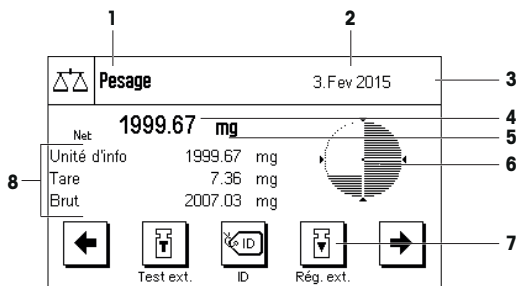 1 2
Pesage 3.Fev 2015 3
1999.67 mg 4
Net 5
Unité d'info 1999.67 mg 6
8 Tare 7.36 mg
Brut 2007.03 mg
T ID 7
Test ext. ID Rég. ext.